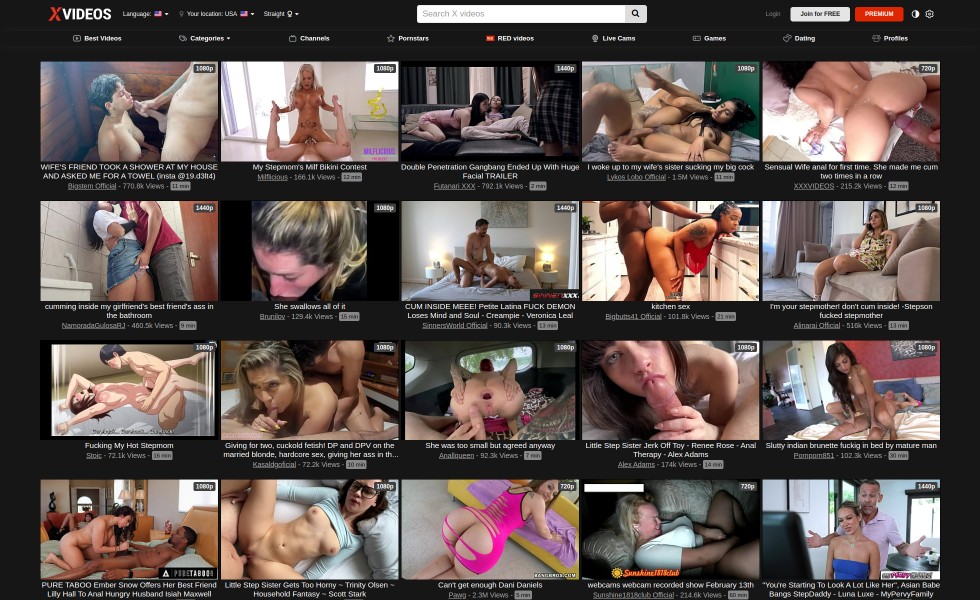 XVIDEOS
Language:
Your location: USA
Straight
Search X videos
Login
Join for FREE
PREMIUM
Best Videos
Categories
Channels
Pornstars
RED videos
Live Cams
Games
Dating
Profiles
1080p
1080p
1440p
1080p
720p
MILFLICIOUS
WIFE'S FRIEND TOOK A SHOWER AT MY HOUSE
AND ASKED ME FOR A TOWEL (insta @19.d3lt4)
Bigstem Official - 770.8k Views - 11 min
My Stepmom's Milf Bikini Contest
Milflicious - 166.1k Views - 12 min
Double Penetration Gangbang Ended Up With Huge
Facial TRAILER
Futanari XXX - 792.1k Views - 2 min
I woke up to my wife's sister sucking my big cock
Lykos Lobo Official - 1.5M Views - 11 min
Sensual Wife anal for first time. She made me cum
two times in a row
XXXVIDEOS - 215.2k Views - 12 min
1440p
1080p
1440p
1080p
1080p
SINNERSXXX.
cumming inside my girlfriend's best friend's ass in
the bathroom
NamoradaGulosaRJ - 460.5k Views - 9 min
She swallows all of it
Bruniloy - 129.4k Views - 15 min
CUM INSIDE MEEE! Petite Latina FUCK DEMON
Loses Mind and Soul - Creampie - Veronica Leal
SinnersWorld Official - 90.3k Views - 13 min
kitchen sex
Bigbutts41 Official - 101.8k Views - 21 min
I'm your stepmother! don't cum inside! -Stepson
fucked stepmother
Alinarai Official - 516k Views - 13 min
1080p
1080p
1080p
1080p
1080p
Fucking My Hot Stepmom
Stoic - 72.1k Views - 16 min
Giving for two, cuckold fetish! DP and DPV on the
married blonde, hardcore sex, giving her ass in th...
Kasaldgoficial - 72.2k Views - 10 min
She was too small but agreed anyway
Analiqueen - 92.3k Views - 7 min
Little Step Sister Jerk Off Toy - Renee Rose - Anal
Therapy - Alex Adams
Alex Adams - 174k Views - 14 min
Slutty indian brunette fuckig in bed by mature man
Pornporn851 - 102.3k Views - 30 min
1080p
1080p
720p
720p
1440p
PURETABOO
BANGBROS.COM
Sunshine1818club
PURE TABOO Ember Snow Offers Her Best Friend
Lilly Hall To Anal Hungry Husband Isiah Maxwell
Little Step Sister Gets Too Horny ~ Trinity Olsen ~
Household Fantasy ~ Scott Stark
Can't get enough Dani Daniels
Pawg - 2.3M Views - 5 min
webcams webcam recorded show February 13th
Sunshine1818club Official - 214.6k Views - 60 min
"You're Starting To Look A Lot Like Her", Asian Babe
Bangs StepDaddy - Luna Luxe - MyPervyFamily